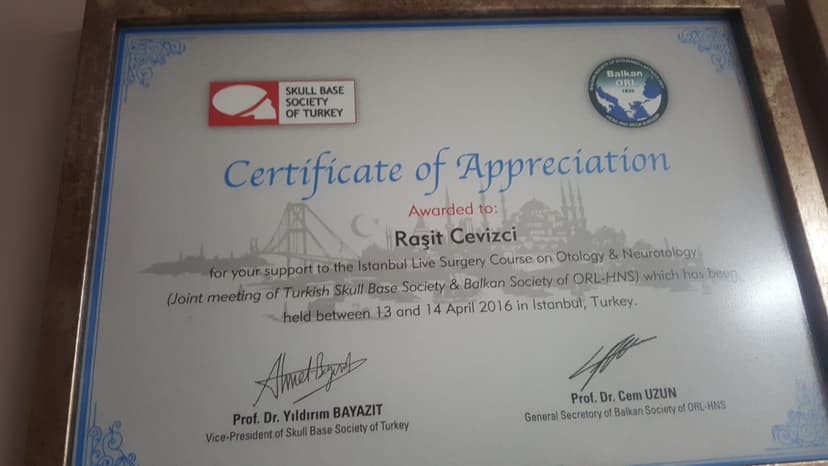 SKULL BASE
SOCIETY
OF TURKEY
Balkan
ORL
Certificate of Appreciation
Awarded to:
Raşit Cevizci
for your support to the Istanbul Live Surgery Course on Otology & Neurotology
(Joint meeting of Turkish Skull Base Society & Balkan Society of ORL-HNS) which has been
held between 13 and 14 April 2016 in Istanbul, Turkey.
Prof. Dr. Yıldırım BAYAZIT
Vice-President of Skull Base Society of Turkey
Prof. Dr. Cem UZUN
General Secretary of Balkan Society of ORL-HNS